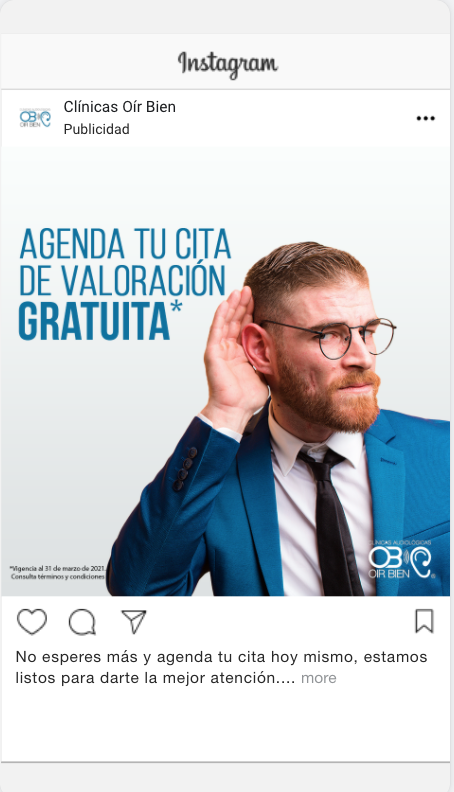 Instagram
OB
OIR BIEN
Clínicas Oír Bien
Publicidad
AGENDA TU CITA
DE VALORACIÓN
GRATUITA*
CLÍNICAS AUDIOLÓGICAS
OB
OIR BIEN
®
*Vigencia al 31 de marzo de 2021.
Consulta términos y condiciones
No esperes más y agenda tu cita hoy mismo, estamos
listos para darte la mejor atención.... more